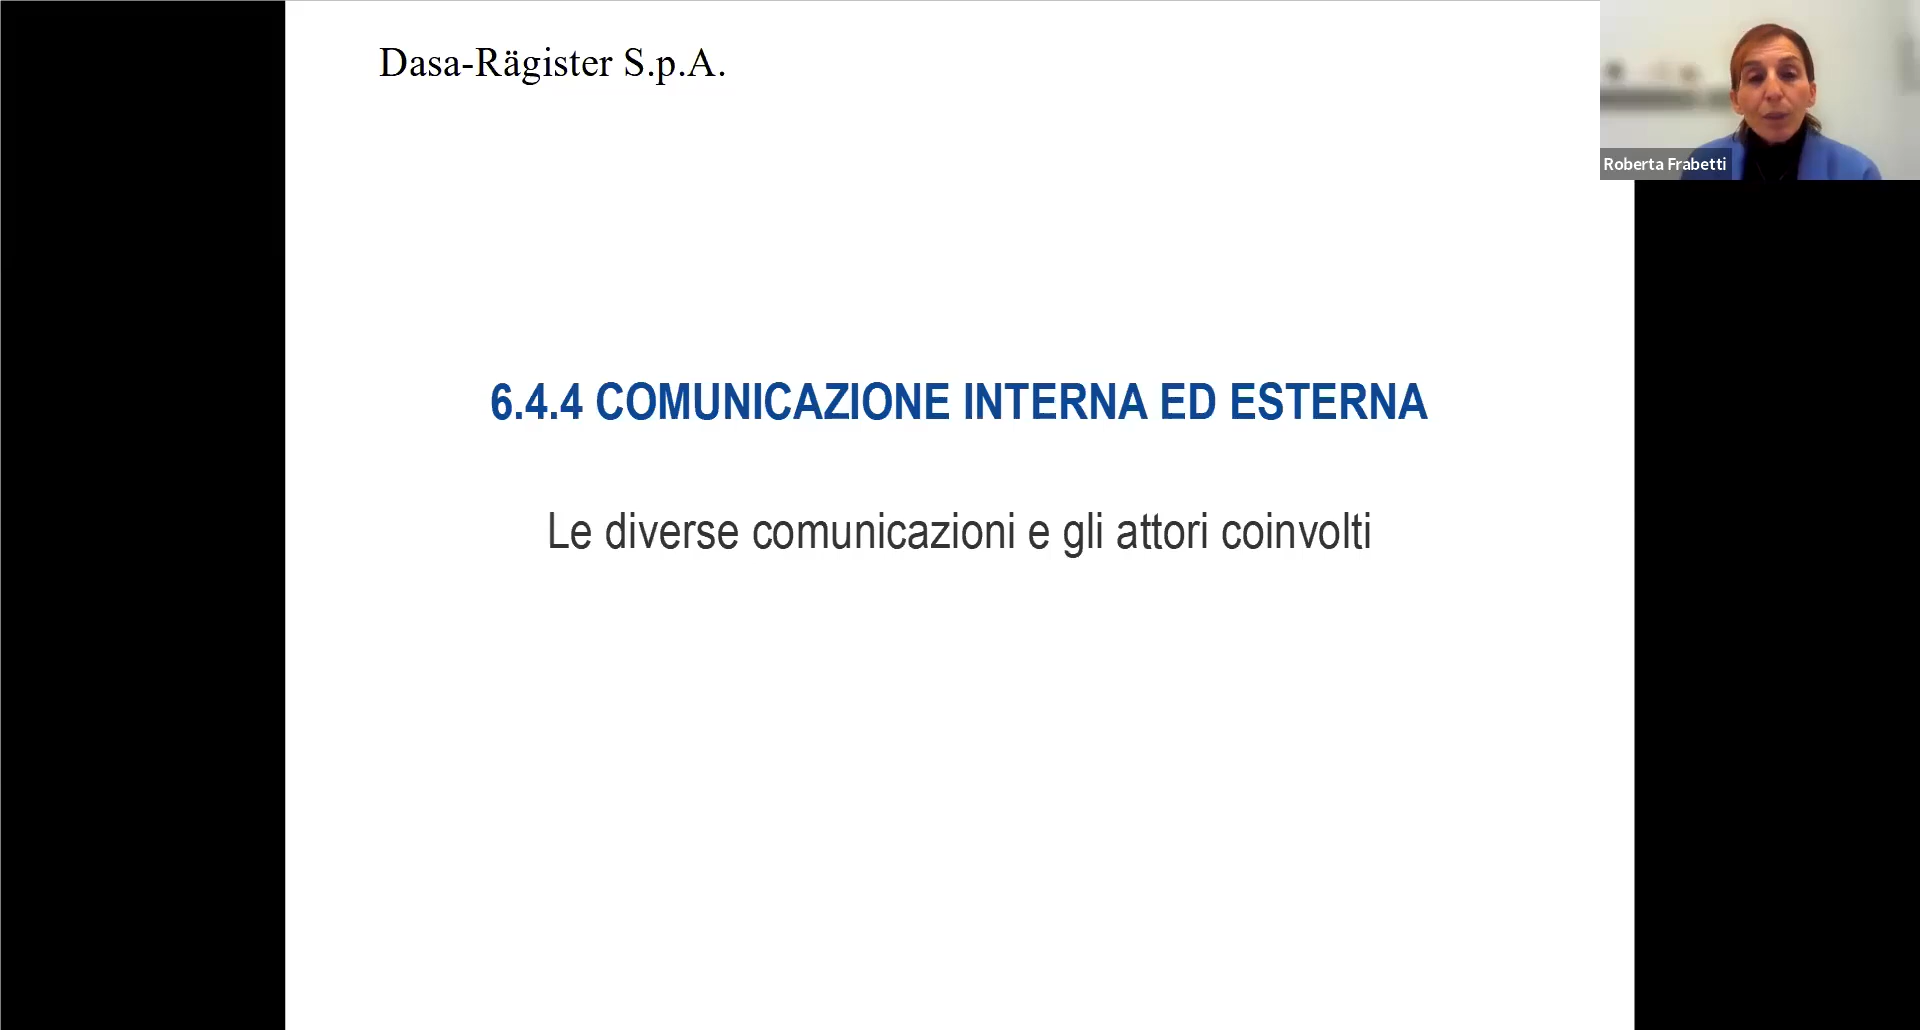 Dasa-Rägister S.p.A.
Roberta Frabetti
6.4.4 COMUNICAZIONE INTERNA ED ESTERNA
Le diverse comunicazioni e gli attori coinvolti